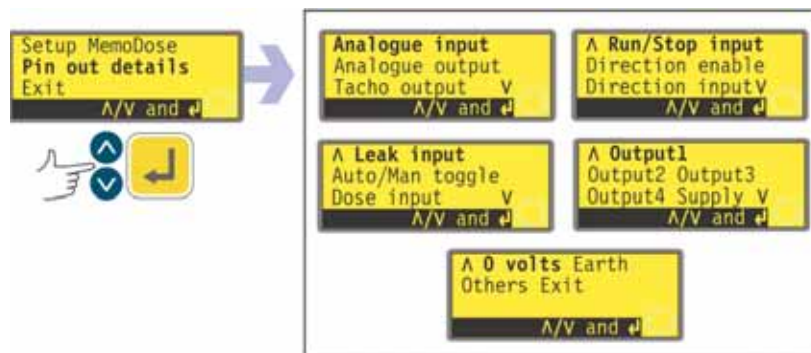 Setup MemoDose
Pin out details
Exit
Λ/V and ↲
Analogue input
Analogue output
Tacho output V
Λ/V and ↲
Λ Run/Stop input
Direction enable
Direction inputV
Λ/V and ↲
Λ Leak input
Auto/Man toggle
Dose input V
Λ/V and ↲
Λ Output1
Output2 Output3
Output4 Supply V
Λ/V and ↲
Λ 0 volts Earth
Others Exit
Λ/V and ↲